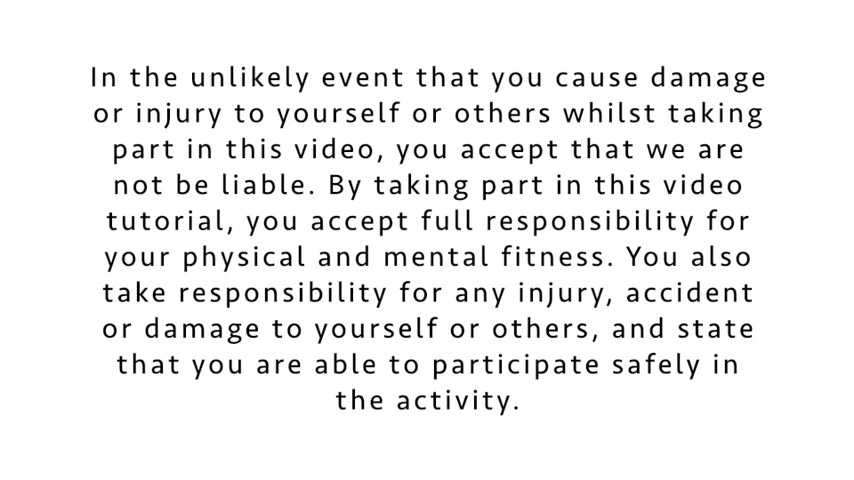 In the unlikely event that you cause damage
or injury to yourself or others whilst taking
part in this video, you accept that we are
not be liable. By taking part in this video
tutorial, you accept full responsibility for
your physical and mental fitness. You also
take responsibility for any injury, accident
or damage to yourself or others, and state
that you are able to participate safely in
the activity.